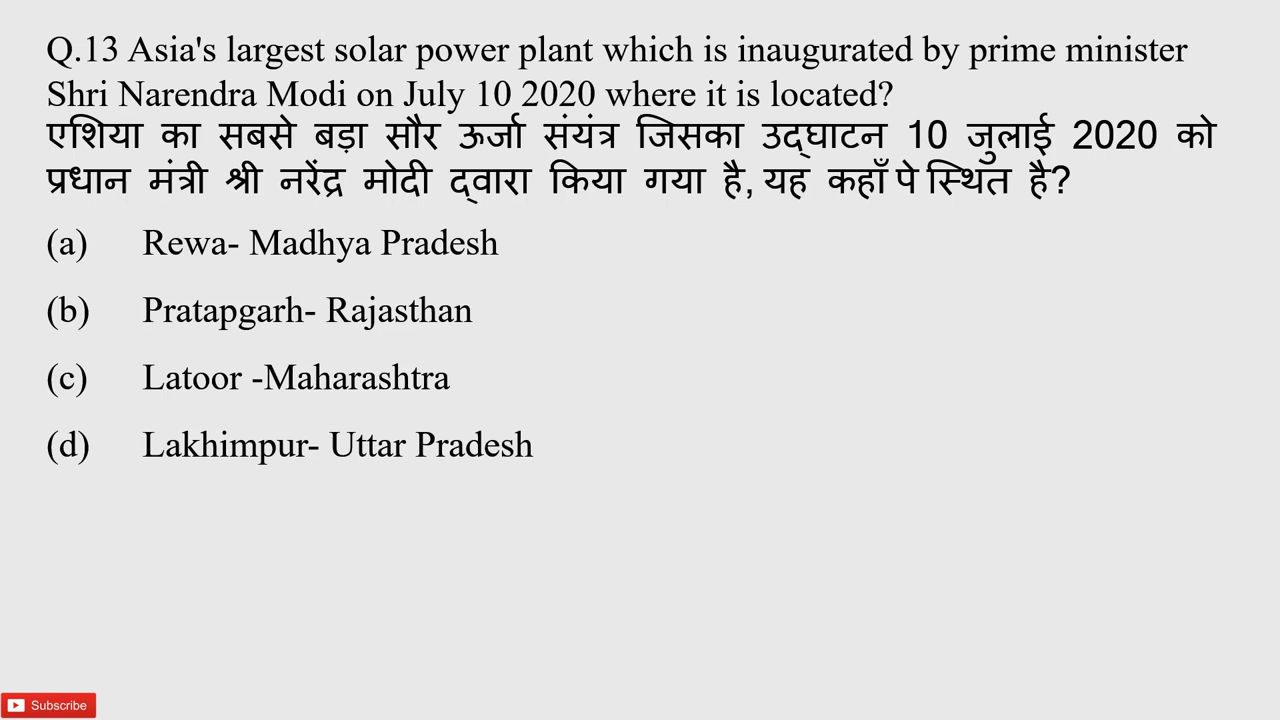 Q.13 Asia's largest solar power plant which is inaugurated by prime minister
Shri Narendra Modi on July 10 2020 where it is located?
एशिया का सबसे बड़ा सौर ऊर्जा संयंत्र जिसका उद्घाटन 10 जुलाई 2020 को
प्रधान मंत्री श्री नरेंद्र मोदी द्वारा किया गया है, यह कहाँ पे स्थित है?
(a) Rewa- Madhya Pradesh
(b) Pratapgarh- Rajasthan
(c) Latoor -Maharashtra
(d) Lakhimpur- Uttar Pradesh
Subscribe